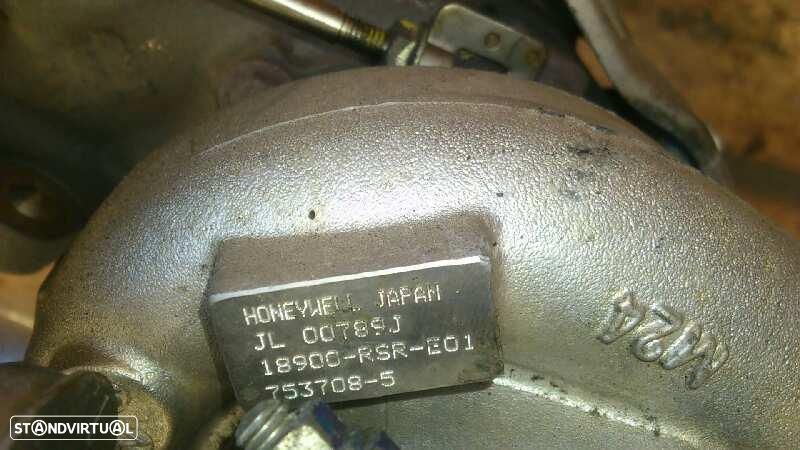 HONEYWELL JAPAN
JL 00789J
18900-RSR-E01
753708-5
M24
STANDVIRTUAL